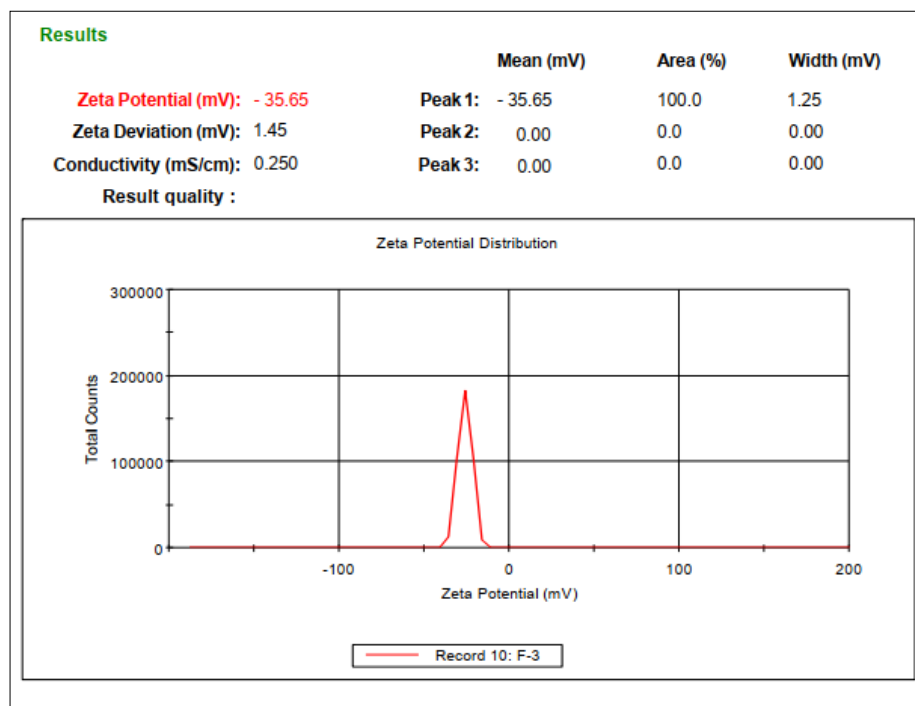 Results
Mean (mV) Area (%) Width (mV)
Zeta Potential (mV): - 35.65 Peak 1: - 35.65 100.0 1.25
Zeta Deviation (mV): 1.45 Peak 2: 0.00 0.0 0.00
Conductivity (mS/cm): 0.250 Peak 3: 0.00 0.0 0.00
Result quality :
Zeta Potential Distribution
300000
200000
100000
0
Total Counts
-100 0 100 200
Zeta Potential (mV)
Record 10: F-3